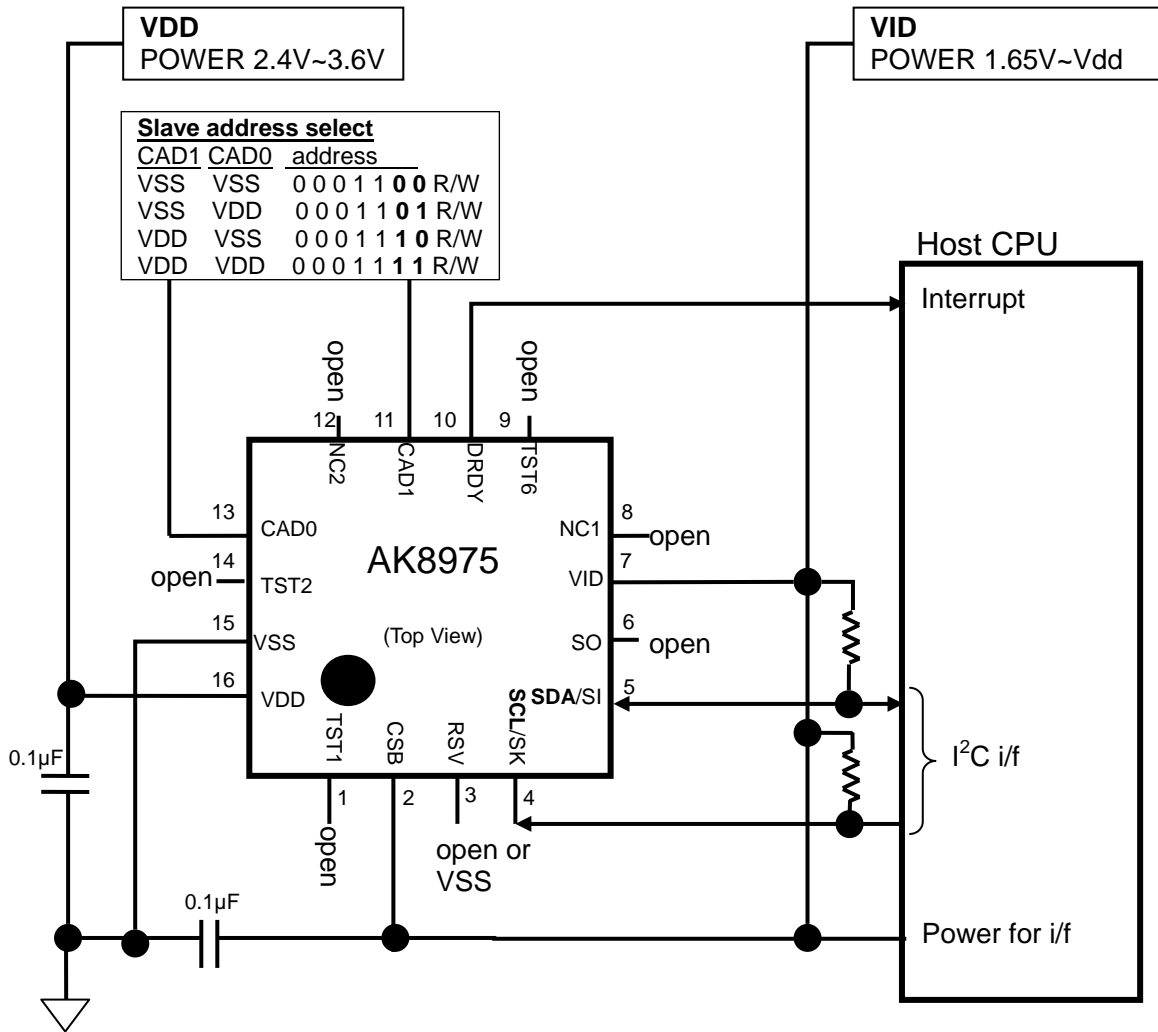 VDD
POWER 2.4V~3.6V
VID
POWER 1.65V~Vdd
Slave address select
CAD1 CAD0 address
VSS VSS 0 0 0 1 1 0 0 R/W
VSS VDD 0 0 0 1 1 0 1 R/W
VDD VSS 0 0 0 1 1 1 0 R/W
VDD VDD 0 0 0 1 1 1 1 R/W
Host CPU
Interrupt
open
open
12
11
10
9
NC2
CAD1
DRDY
TST6
13
CAD0
NC1
8
open
14
open
TST2
AK8975
7
VID
15
VSS
(Top View)
6
SO
open
16
VDD
SDA/SI
5
TST1
CSB
RSV
SCL/SK
I²C i/f
0.1µF
1
2
3
4
open
open or
VSS
0.1µF
Power for i/f